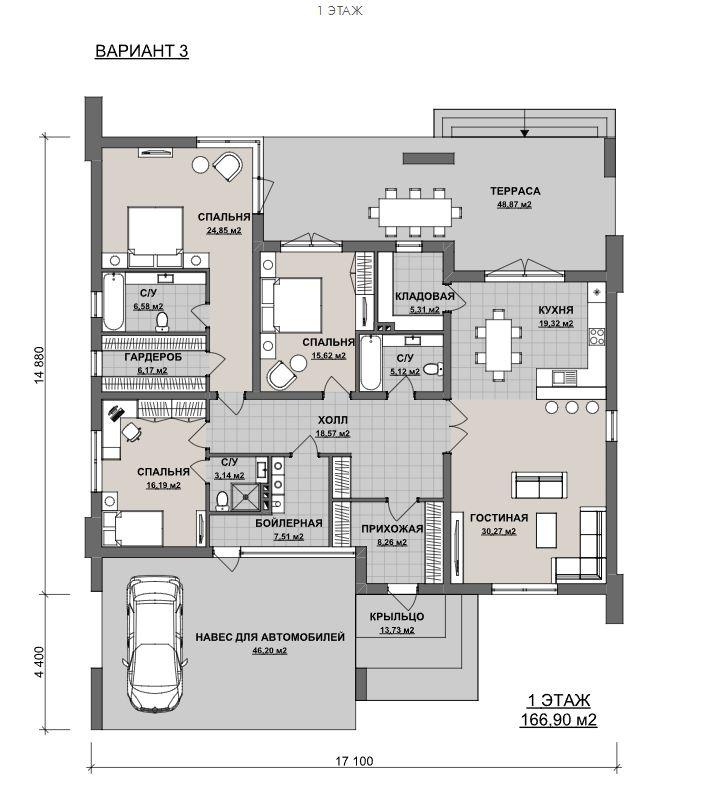 1 ЭТАЖ
ВАРИАНТ 3
ТЕРРАСА
48,87 м2
СПАЛЬНЯ
24,85 м2
С/У
6,58 м2
КЛАДОВАЯ
5,31 м2
КУХНЯ
19,32 м2
СПАЛЬНЯ
15,62 м2
ГАРДЕРОБ
6,17 м2
С/У
5,12 м2
14 880
ХОЛЛ
18,57 м2
С/У
3,14 м2
СПАЛЬНЯ
16,19 м2
БОЙЛЕРНАЯ
7,51 м2
ПРИХОЖАЯ
8,26 м2
ГОСТИНАЯ
30,27 м2
КРЫЛЬЦО
13,73 м2
НАВЕС ДЛЯ АВТОМОБИЛЕЙ
46,20 м2
4 400
1 ЭТАЖ
166,90 м2
17 100